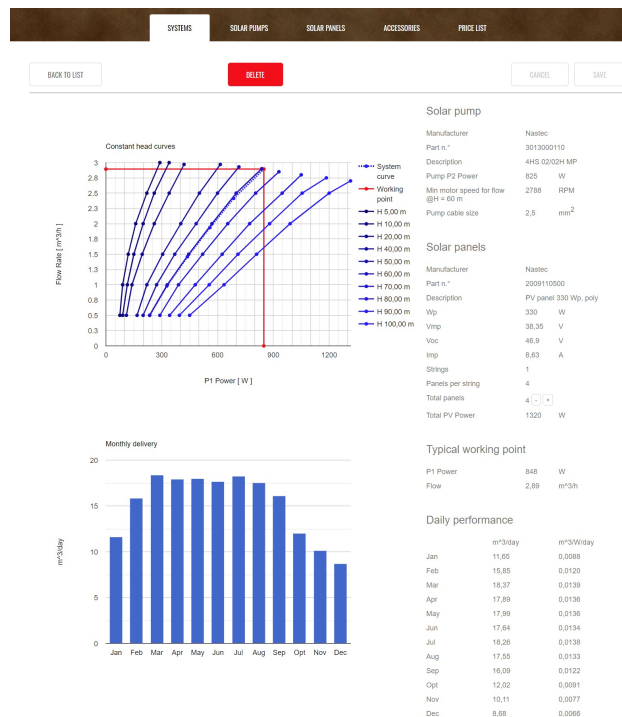 SYSTEMS SOLAR PUMPS SOLAR PANELS ACCESSORIES PRICE LIST
BACK TO LIST DELETE CANCEL SAVE
Constant head curves
Flow Rate [ m³/h ]
3
2.8
2.5
2.3
2
1.8
1.5
1.3
1
0.8
0.5
0.3
0
0 300 600 900 1200
P1 Power [ W ]
System
curve
Working
point
H 5,00 m
H 10,00 m
H 20,00 m
H 40,00 m
H 50,00 m
H 60,00 m
H 70,00 m
H 80,00 m
H 90,00 m
H 100,00 m
Monthly delivery
m^3/day
20
15
10
5
0
Jan Feb Mar Apr May Jun Jul Aug Sep Opt Nov Dec
Solar pump
Manufacturer Nastec
Part n.° 3013000110
Description 4HS 02/02H MP
Pump P2 Power 825 W
Min motor speed for flow 2788 RPM
@H = 60 m
Pump cable size 2,5 mm²
Solar panels
Manufacturer Nastec
Part n.° 2009110500
Description PV panel 330 Wp, poly
Wp 330 W
Vmp 38,35 V
Voc 46,9 V
Imp 8,63 A
Strings 1
Panels per string 4
Total panels 4 - +
Total PV Power 1320 W
Typical working point
P1 Power 848 W
Flow 2,89 m^3/h
Daily performance
m^3/day m^3/W/day
Jan 11,65 0,0088
Feb 15,85 0,0120
Mar 18,37 0,0139
Apr 17,89 0,0136
May 17,99 0,0136
Jun 17,64 0,0134
Jul 18,26 0,0138
Aug 17,55 0,0133
Sep 16,09 0,0122
Opt 12,02 0,0091
Nov 10,11 0,0077
Dec 8,68 0,0066